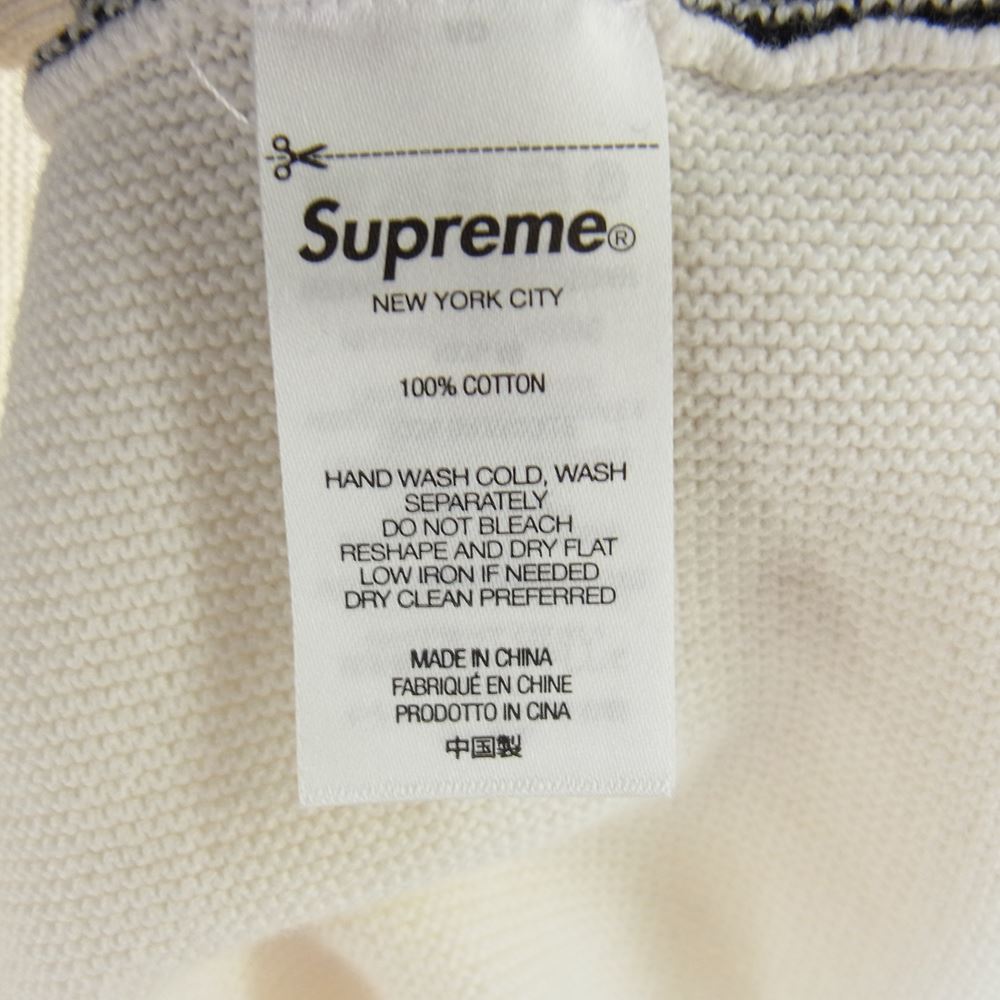 Supreme®
NEW YORK CITY
100% COTTON
HAND WASH COLD, WASH
SEPARATELY
DO NOT BLEACH
RESHAPE AND DRY FLAT
LOW IRON IF NEEDED
DRY CLEAN PREFERRED
MADE IN CHINA
FABRIQUÉ EN CHINE
PRODOTTO IN CINA
中国製